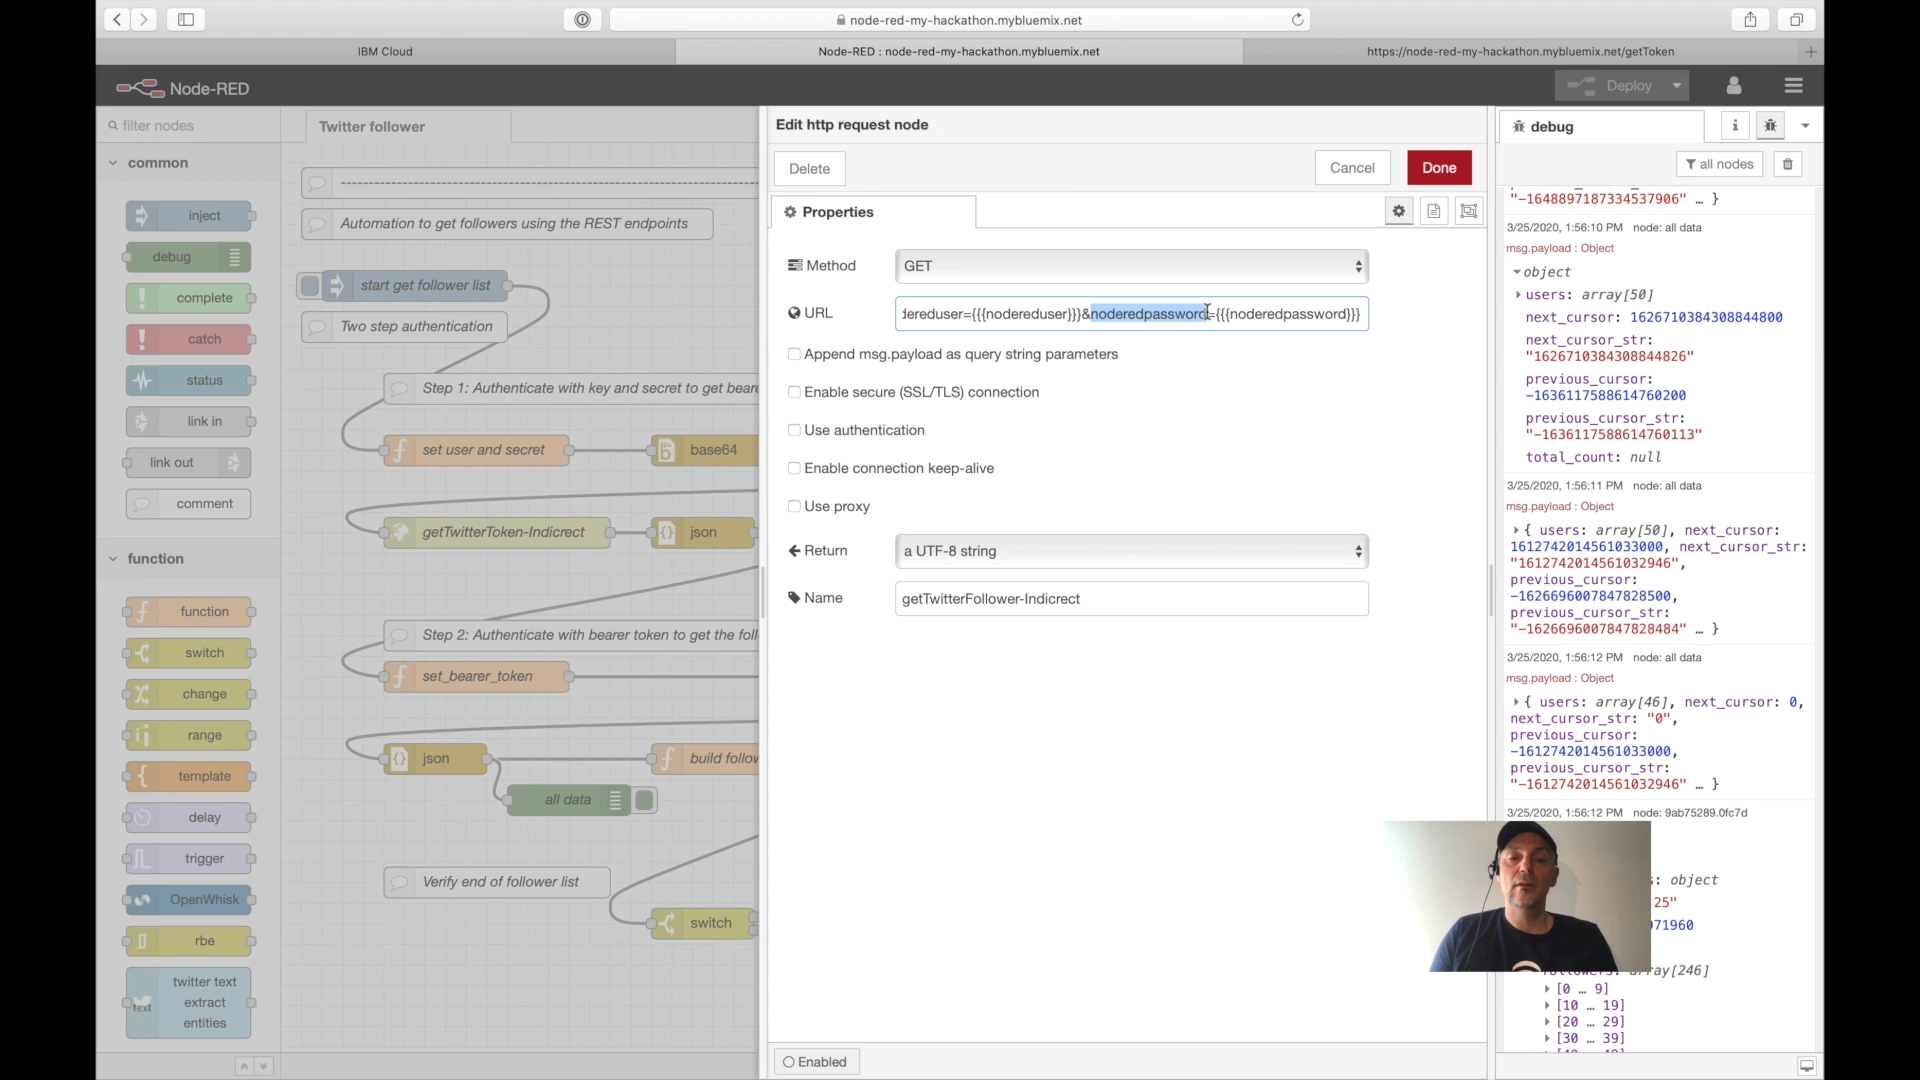 node-red-my-hackathon.mybluemix.net
IBM Cloud
Node-RED : node-red-my-hackathon.mybluemix.net
https://node-red-my-hackathon.mybluemix.net/getToken
Node-RED
Deploy
filter nodes
common
inject
debug
complete
catch
status
link in
link out
comment
function
function
switch
change
range
template
delay
trigger
OpenWhisk
rbe
twitter text
extract
entities
text
Twitter follower
Automation to get followers using the REST endpoints
start get follower list
Two step authentication
Step 1: Authenticate with key and secret to get beare
set user and secret
base64
getTwitterToken-Indicrect
json
Step 2: Authenticate with bearer token to get the foll
set_bearer_token
json
build follow
all data
Verify end of follower list
switch
Edit http request node
Delete
Cancel
Done
Properties
Method
GET
URL
dereduser={{{nodereduser}}}&noderedpassword={{{noderedpassword}}}
Append msg.payload as query string parameters
Enable secure (SSL/TLS) connection
Use authentication
Enable connection keep-alive
Use proxy
Return
a UTF-8 string
Name
getTwitterFollower-Indicrect
Enabled
debug
all nodes
"-1648897187334537906" … }
3/25/2020, 1:56:10 PM node: all data
msg.payload : Object
object
users: array[50]
next_cursor: 1626710384308844800
next_cursor_str:
"1626710384308844826"
previous_cursor:
-1636117588614760200
previous_cursor_str:
"-1636117588614760113"
total_count: null
3/25/2020, 1:56:11 PM node: all data
msg.payload : Object
{ users: array[50], next_cursor:
1612742014561033000, next_cursor_str:
"1612742014561032946",
previous_cursor:
-1626696007847828500,
previous_cursor_str:
"-1626696007847828484" … }
3/25/2020, 1:56:12 PM node: all data
msg.payload : Object
{ users: array[46], next_cursor: 0,
next_cursor_str: "0",
previous_cursor:
-1612742014561033000,
previous_cursor_str:
"-1612742014561032946" … }
3/25/2020, 1:56:12 PM node: 9ab75289.0fc7d
: object
25"
971960
followers: array[246]
[0 … 9]
[10 … 19]
[20 … 29]
[30 … 39]